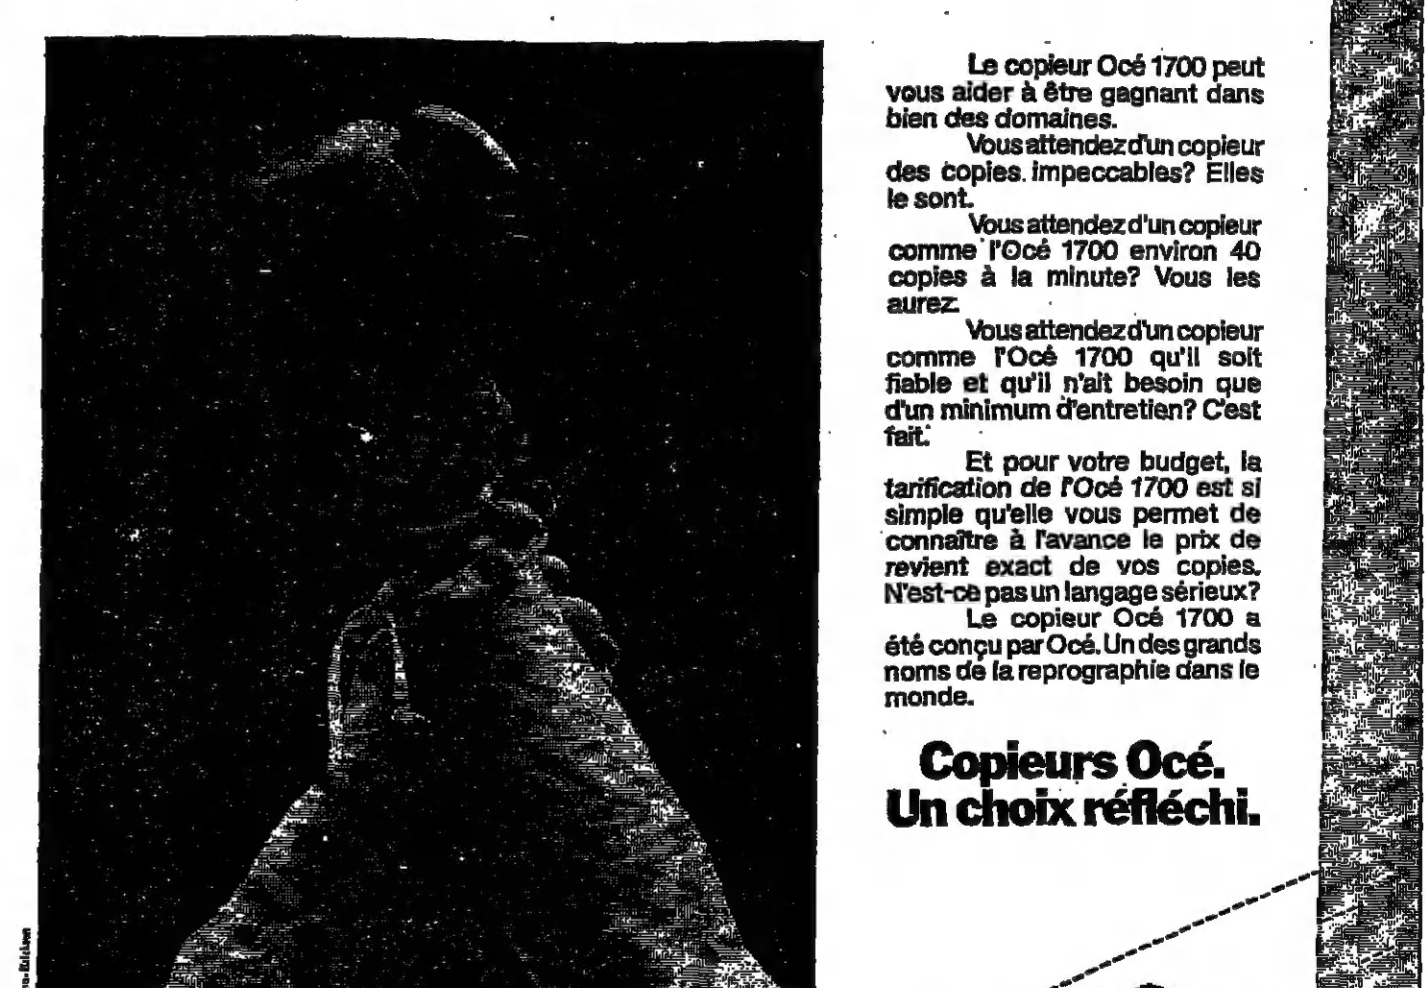 Le copieur Océ 1700 peut
vous aider à être gagnant dans
bien des domaines.
Vous attendez d'un copieur
des copies impeccables? Elles
le sont.
Vous attendez d'un copieur
comme l'Océ 1700 environ 40
copies à la minute? Vous les
aurez.
Vous attendez d'un copieur
comme l'Océ 1700 qu'il soit
fiable et qu'il n'ait besoin que
d'un minimum d'entretien? C'est
fait.
Et pour votre budget, la
tarification de l'Océ 1700 est si
simple qu'elle vous permet de
connaître à l'avance le prix de
revient exact de vos copies.
N'est-ce pas un langage sérieux?
Le copieur Océ 1700 a
été conçu par Océ. Un des grands
noms de la reprographie dans le
monde.
Copieurs Océ.
Un choix réfléchi.